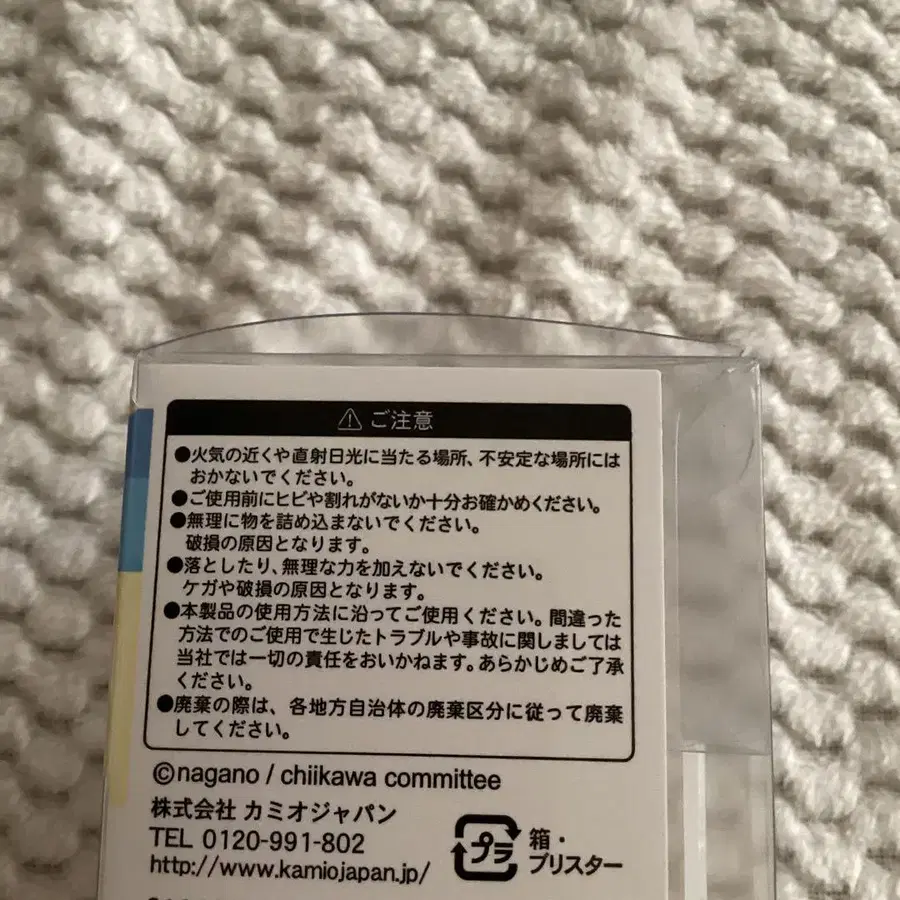 ⚠ ご注意
●火気の近くや直射日光に当たる場所、不安定な場所には
おかないでください。
●ご使用前にヒビや割れがないか十分お確かめください。
●無理に物を詰め込まないでください。
破損の原因となります。
●落としたり、無理な力を加えないでください。
ケガや破損の原因となります。
●本製品の使用方法に沿ってご使用ください。間違った
方法でのご使用で生じたトラブルや事故に関しましては
当社では一切の責任をおいかねます。あらかじめご了承
ください。
●廃棄の際は、各地方自治体の廃棄区分に従って廃棄
してください。
©nagano / chiikawa committee
株式会社 カミオジャパン
TEL 0120-991-802
http://www.kamiojapan.jp/
プラ
箱・
ブリスター